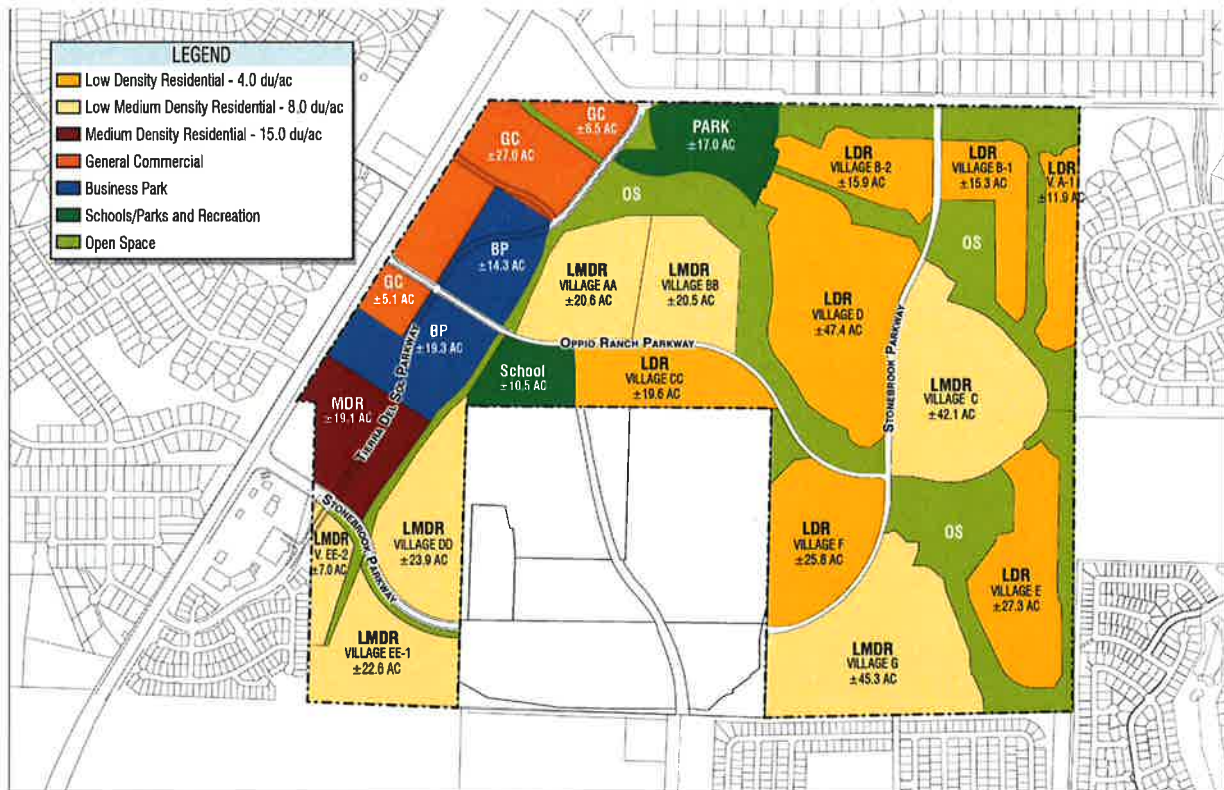 LEGEND
Low Density Residential - 4.0 du/ac
Low Medium Density Residential - 8.0 du/ac
Medium Density Residential - 15.0 du/ac
General Commercial
Business Park
Schools/Parks and Recreation
Open Space
GC
±6.5 AC
GC
±27.0 AC
PARK
±17.0 AC
LDR
VILLAGE B-2
±15.9 AC
LDR
VILLAGE B-1
±15.3 AC
LDR
V. A-1
±11.9 AC
OS
OS
BP
±14.3 AC
LMDR
VILLAGE AA
±20.6 AC
LMDR
VILLAGE BB
±20.5 AC
GC
±5.1 AC
LDR
VILLAGE D
±47.4 AC
BP
±19.3 AC
OPPIO RANCH PARKWAY
STONEBROOK PARKWAY
TIERRA DEL SOL PARKWAY
School
±10.5 AC
LDR
VILLAGE CC
±19.6 AC
LMDR
VILLAGE C
±42.1 AC
MDR
±19.1 AC
STONEBROOK PARKWAY
LMDR
V. EE-2
±7.0 AC
LMDR
VILLAGE DD
±23.9 AC
LDR
VILLAGE F
±25.8 AC
OS
LDR
VILLAGE E
±27.3 AC
LMDR
VILLAGE EE-1
±22.6 AC
LMDR
VILLAGE G
±45.3 AC